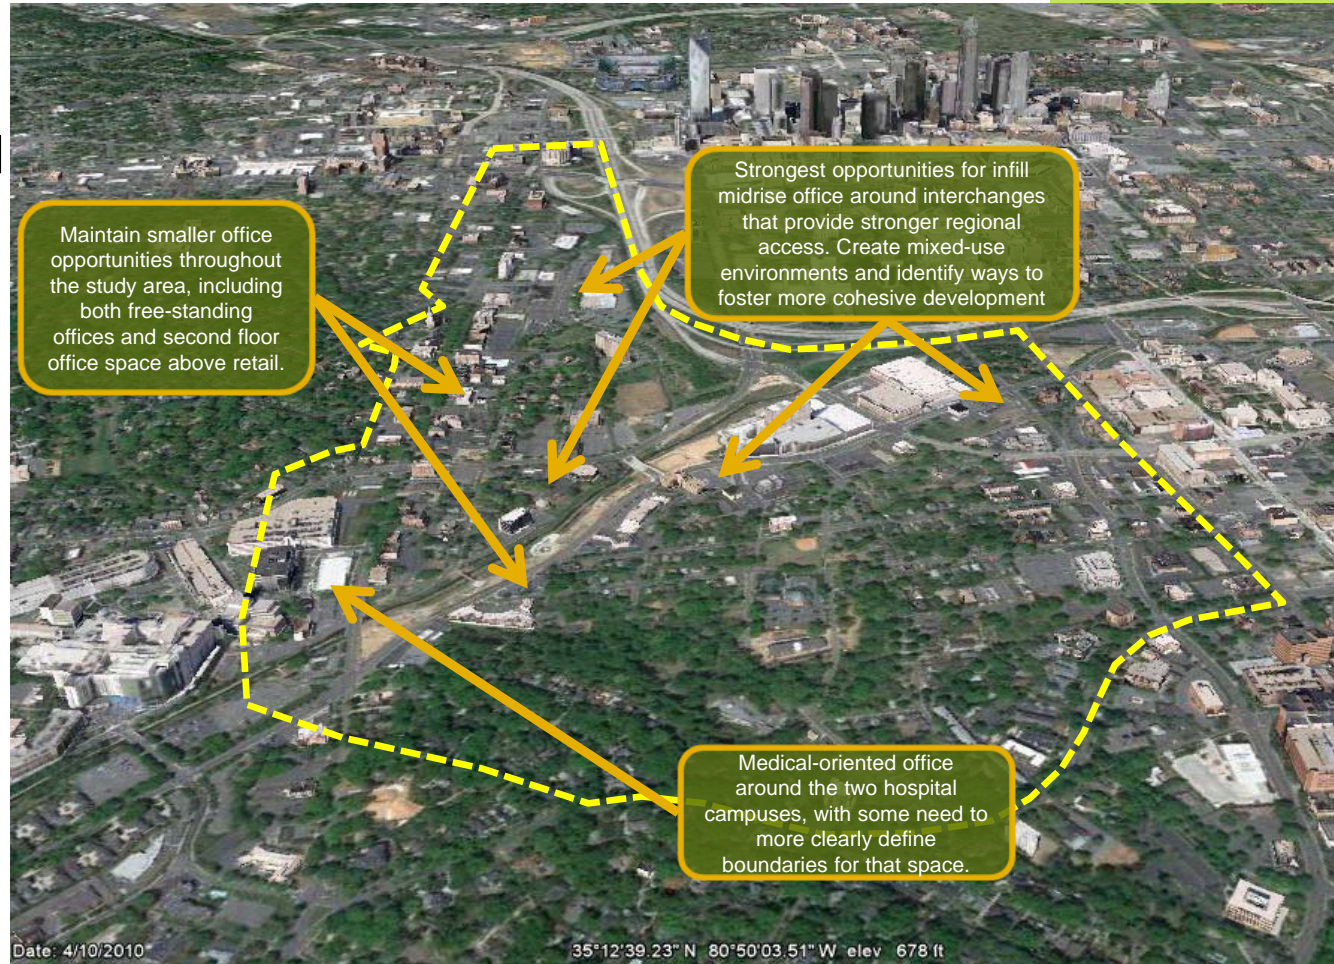 Strongest opportunities for infill
midrise office around interchanges
that provide stronger regional
access. Create mixed-use
environments and identify ways to
foster more cohesive development
Maintain smaller office
opportunities throughout
the study area, including
both free-standing
offices and second floor
office space above retail.
Medical-oriented office
around the two hospital
campuses, with some need to
more clearly define
boundaries for that space.
Date: 4/10/2010
35°12'39.23" N 80°50'03.51" W elev 678 ft